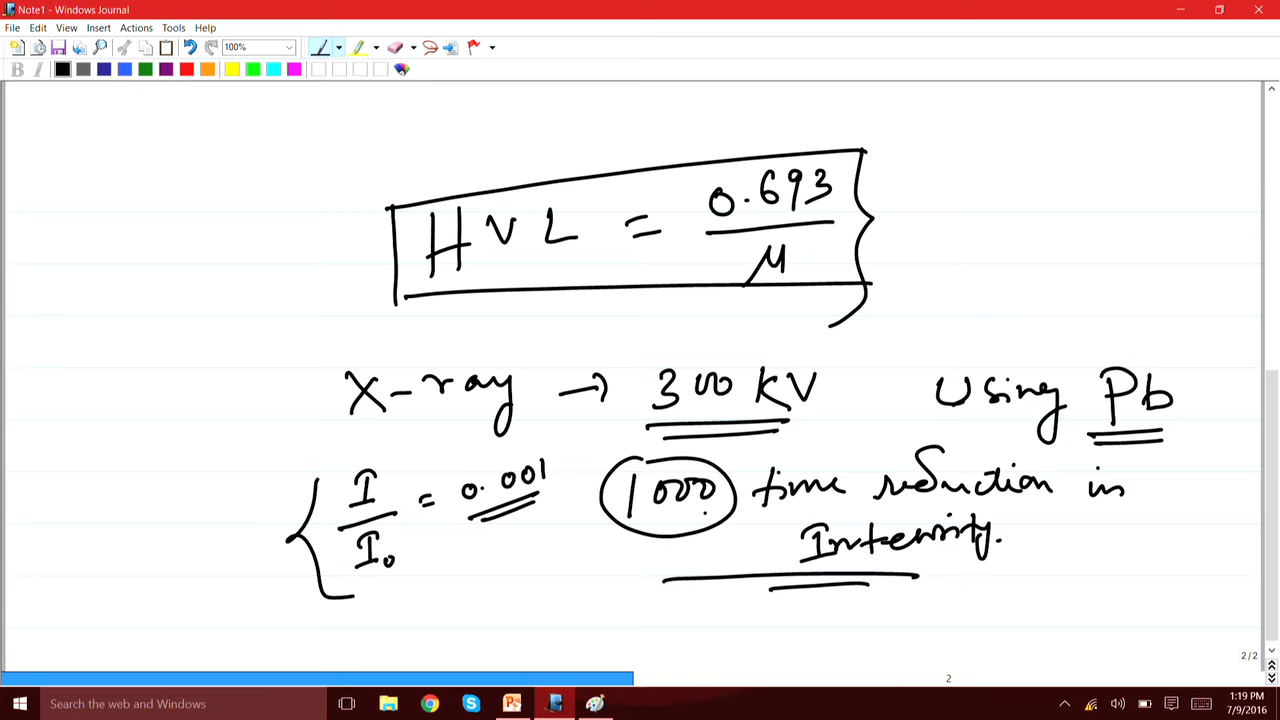 Note1 - Windows Journal
File Edit View Insert Actions Tools Help
100%
B I
HVL = 0.693 / μ
X-ray → 300 KV Using Pb
I / I₀ = 0.001 1000 time reduction in
Intensity.
2/2
2
Search the web and Windows
1:19 PM
7/9/2016